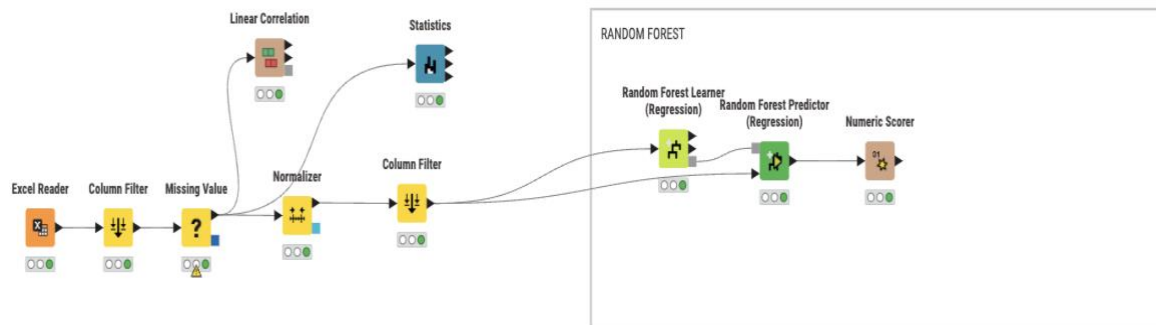 Linear Correlation
Statistics
RANDOM FOREST
Random Forest Learner
(Regression)
Random Forest Predictor
(Regression)
Numeric Scorer
Column Filter
Normalizer
Excel Reader
Column Filter
Missing Value
X
?
01